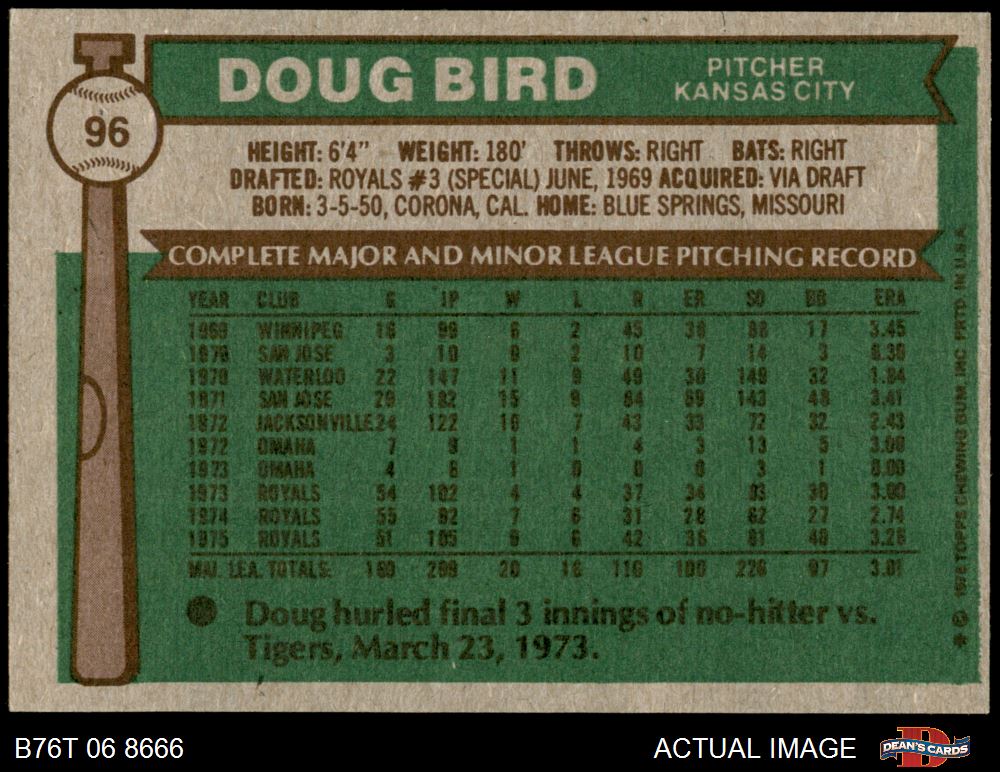 96
DOUG BIRD
PITCHER
KANSAS CITY
HEIGHT: 6'4" WEIGHT: 180' THROWS: RIGHT BATS: RIGHT
DRAFTED: ROYALS #3 (SPECIAL) JUNE, 1969 ACQUIRED: VIA DRAFT
BORN: 3-5-50, CORONA, CAL. HOME: BLUE SPRINGS, MISSOURI
COMPLETE MAJOR AND MINOR LEAGUE PITCHING RECORD
YEAR CLUB G IP W L R ER SO BB ERA
1969 WINNIPEG 16 99 6 2 45 38 88 17 3.45
1970 SAN JOSE 3 10 0 2 10 7 14 3 6.30
1970 WATERLOO 22 147 11 9 49 30 149 32 1.84
1971 SAN JOSE 29 182 15 9 84 69 143 48 3.41
1972 JACKSONVILLE 24 122 10 7 43 33 72 32 2.43
1972 OMAHA 7 9 1 1 4 3 13 5 3.00
1973 OMAHA 4 6 1 0 0 0 3 1 0.00
1973 ROYALS 54 102 4 4 37 34 83 30 3.00
1974 ROYALS 55 92 7 6 31 28 62 27 2.74
1975 ROYALS 51 105 9 6 42 38 81 40 3.26
MAJ. LEA. TOTALS 160 299 20 16 110 100 226 97 3.01
Doug hurled final 3 innings of no-hitter vs.
Tigers, March 23, 1973.
* © 1976 TOPPS CHEWING GUM, INC. PRTD. IN U.S.A.
B76T 06 8666
ACTUAL IMAGE
DEAN'S CARDS